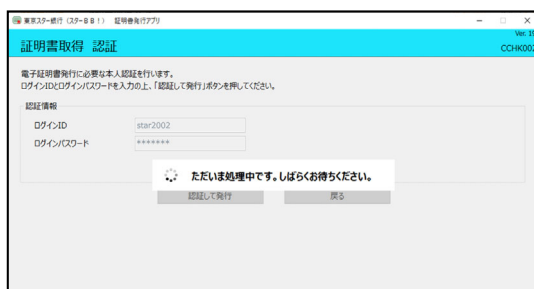 東京スター銀行（スターＢＢ！） 証明書発行アプリ
Ver. 19
証明書取得 認証
CCHK002
電子証明書発行に必要な本人認証を行います。
ログインIDとログインパスワードを入力の上、「認証して発行」ボタンを押してください。
認証情報
ログインID star2002
ログインパスワード *******
ただいま処理中です。しばらくお待ちください。
認証して発行 戻る